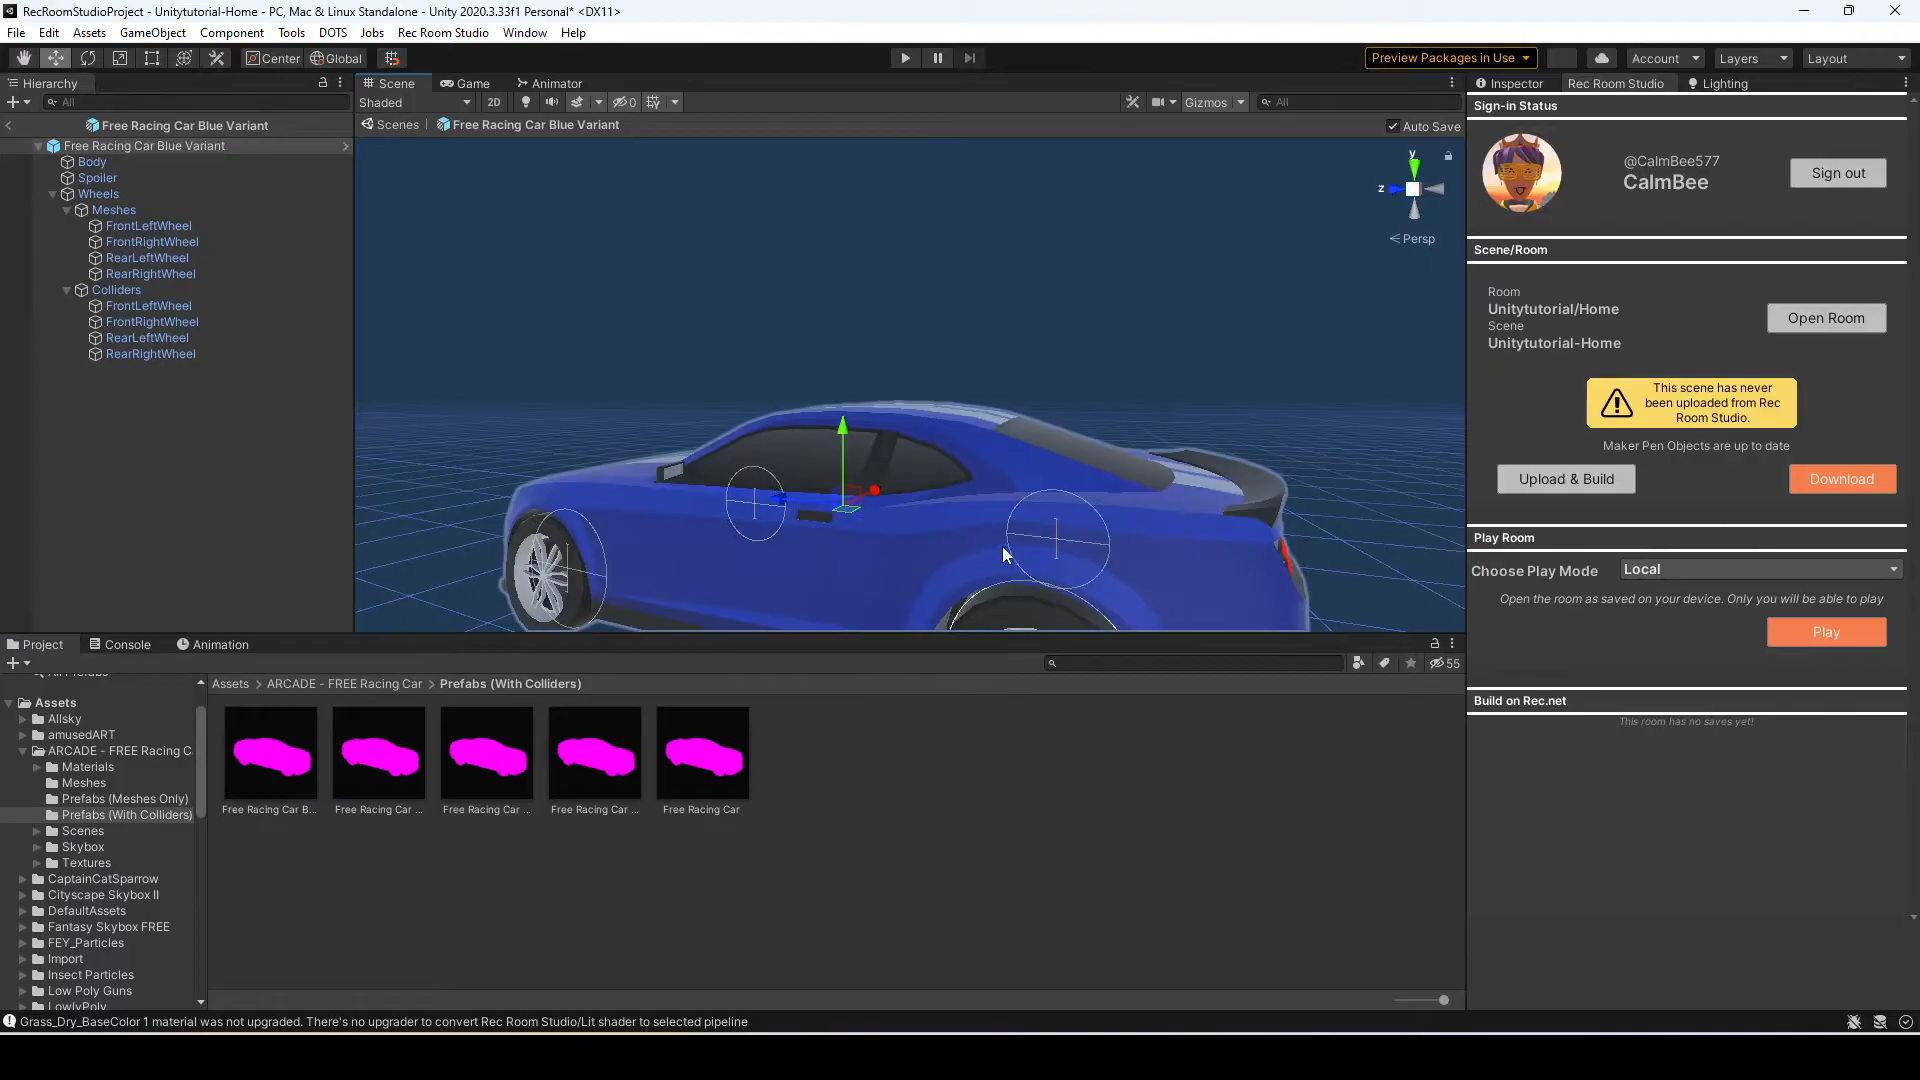 RecRoomStudioProject - Unitytutorial-Home - PC, Mac & Linux Standalone - Unity 2020.3.33f1 Personal* <DX11>
File Edit Assets GameObject Component Tools DOTS Jobs Rec Room Studio Window Help
Center Global Preview Packages in Use Account Layers Layout
Hierarchy Scene Game Animator Inspector Rec Room Studio Lighting
All Shaded 2D 0 Gizmos All
Free Racing Car Blue Variant
Scenes Free Racing Car Blue Variant Auto Save
Free Racing Car Blue Variant
Body
Spoiler
Wheels
Meshes
FrontLeftWheel
FrontRightWheel
RearLeftWheel
RearRightWheel
Colliders
FrontLeftWheel
FrontRightWheel
RearLeftWheel
RearRightWheel
y
z
Persp
Sign-in Status
@CalmBee577
CalmBee
Sign out
Scene/Room
Room
Unitytutorial/Home
Scene
Unitytutorial-Home
Open Room
This scene has never
been uploaded from Rec
Room Studio.
Maker Pen Objects are up to date
Upload & Build Download
Play Room
Choose Play Mode Local
Open the room as saved on your device. Only you will be able to play
Play
Build on Rec.net
This room has no saves yet!
Project Console Animation
55
Assets > ARCADE - FREE Racing Car > Prefabs (With Colliders)
Assets
Allsky
amusedART
ARCADE - FREE Racing C
Materials
Meshes
Prefabs (Meshes Only)
Prefabs (With Colliders)
Scenes
Skybox
Textures
CaptainCatSparrow
Cityscape Skybox II
DefaultAssets
Fantasy Skybox FREE
FEY_Particles
Import
Insect Particles
Low Poly Guns
LowlyPoly
Free Racing Car B... Free Racing Car ... Free Racing Car ... Free Racing Car ... Free Racing Car
Grass_Dry_BaseColor 1 material was not upgraded. There's no upgrader to convert Rec Room Studio/Lit shader to selected pipeline